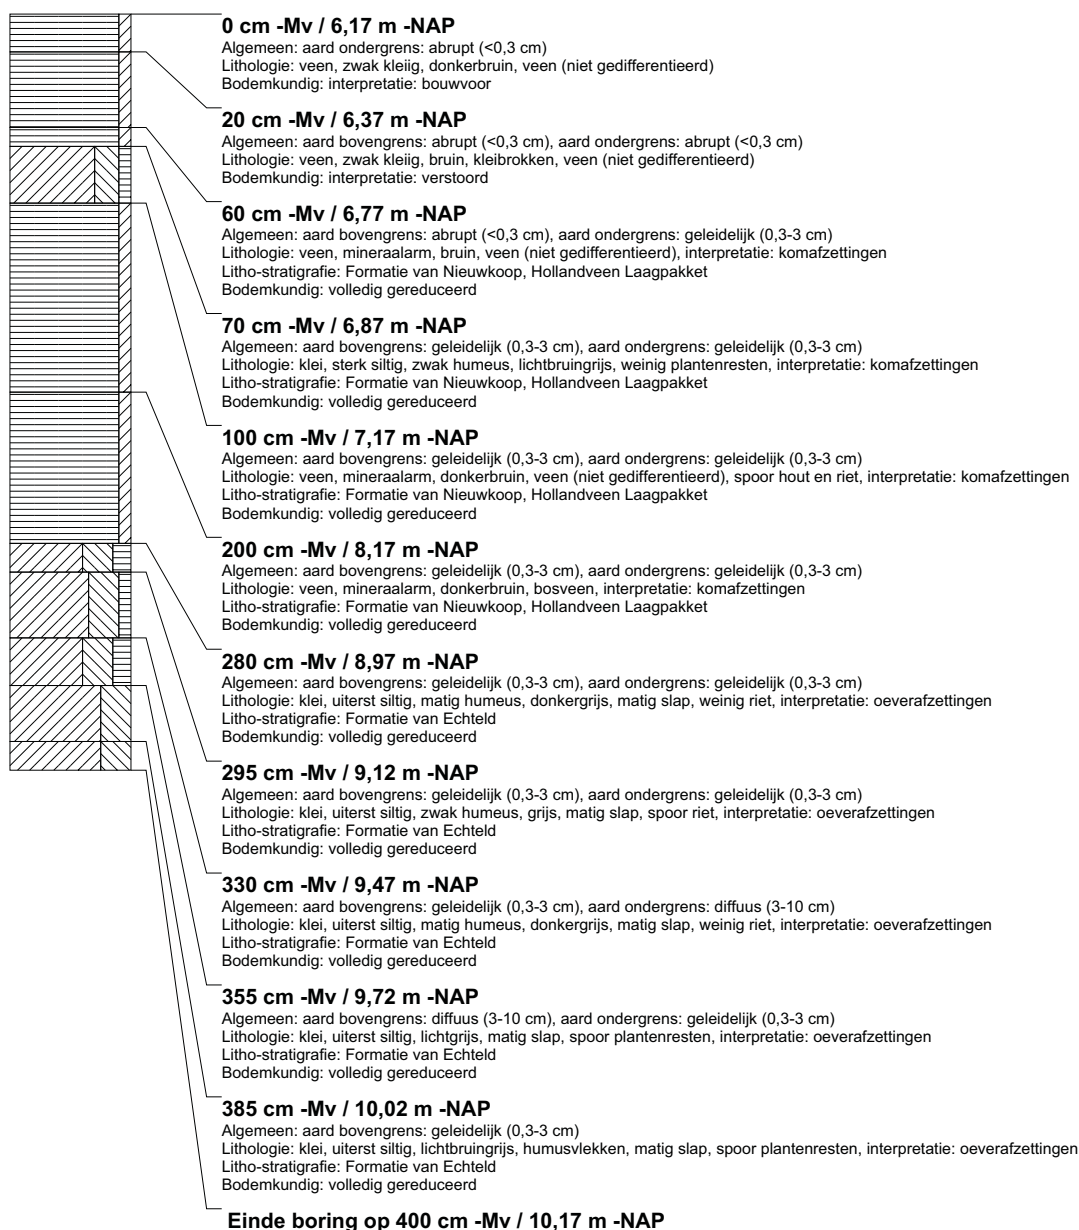 0 cm -Mv / 6,17 m -NAP
Algemeen: aard ondergrens: abrupt (<0,3 cm)
Lithologie: veen, zwak kleiig, donkerbruin, veen (niet gedifferentieerd)
Bodemkundig: interpretatie: bouwvoor
20 cm -Mv / 6,37 m -NAP
Algemeen: aard bovengrens: abrupt (<0,3 cm), aard ondergrens: abrupt (<0,3 cm)
Lithologie: veen, zwak kleiig, bruin, kleibrokken, veen (niet gedifferentieerd)
Bodemkundig: interpretatie: verstoord
60 cm -Mv / 6,77 m -NAP
Algemeen: aard bovengrens: abrupt (<0,3 cm), aard ondergrens: geleidelijk (0,3-3 cm)
Lithologie: veen, mineraalarm, bruin, veen (niet gedifferentieerd), interpretatie: komafzettingen
Litho-stratigrafie: Formatie van Nieuwkoop, Hollandveen Laagpakket
Bodemkundig: volledig gereduceerd
70 cm -Mv / 6,87 m -NAP
Algemeen: aard bovengrens: geleidelijk (0,3-3 cm), aard ondergrens: geleidelijk (0,3-3 cm)
Lithologie: klei, sterk siltig, zwak humeus, lichtbruingrijs, weinig plantenresten, interpretatie: komafzettingen
Litho-stratigrafie: Formatie van Nieuwkoop, Hollandveen Laagpakket
Bodemkundig: volledig gereduceerd
100 cm -Mv / 7,17 m -NAP
Algemeen: aard bovengrens: geleidelijk (0,3-3 cm), aard ondergrens: geleidelijk (0,3-3 cm)
Lithologie: veen, mineraalarm, donkerbruin, veen (niet gedifferentieerd), spoor hout en riet, interpretatie: komafzettingen
Litho-stratigrafie: Formatie van Nieuwkoop, Hollandveen Laagpakket
Bodemkundig: volledig gereduceerd
200 cm -Mv / 8,17 m -NAP
Algemeen: aard bovengrens: geleidelijk (0,3-3 cm), aard ondergrens: geleidelijk (0,3-3 cm)
Lithologie: veen, mineraalarm, donkerbruin, bosveen, interpretatie: komafzettingen
Litho-stratigrafie: Formatie van Nieuwkoop, Hollandveen Laagpakket
Bodemkundig: volledig gereduceerd
280 cm -Mv / 8,97 m -NAP
Algemeen: aard bovengrens: geleidelijk (0,3-3 cm), aard ondergrens: geleidelijk (0,3-3 cm)
Lithologie: klei, uiterst siltig, matig humeus, donkergrijs, matig slap, weinig riet, interpretatie: oeverafzettingen
Litho-stratigrafie: Formatie van Echteld
Bodemkundig: volledig gereduceerd
295 cm -Mv / 9,12 m -NAP
Algemeen: aard bovengrens: geleidelijk (0,3-3 cm), aard ondergrens: geleidelijk (0,3-3 cm)
Lithologie: klei, uiterst siltig, zwak humeus, grijs, matig slap, spoor riet, interpretatie: oeverafzettingen
Litho-stratigrafie: Formatie van Echteld
Bodemkundig: volledig gereduceerd
330 cm -Mv / 9,47 m -NAP
Algemeen: aard bovengrens: geleidelijk (0,3-3 cm), aard ondergrens: diffuus (3-10 cm)
Lithologie: klei, uiterst siltig, matig humeus, donkergrijs, matig slap, weinig riet, interpretatie: oeverafzettingen
Litho-stratigrafie: Formatie van Echteld
Bodemkundig: volledig gereduceerd
355 cm -Mv / 9,72 m -NAP
Algemeen: aard bovengrens: diffuus (3-10 cm), aard ondergrens: geleidelijk (0,3-3 cm)
Lithologie: klei, uiterst siltig, lichtgrijs, matig slap, spoor plantenresten, interpretatie: oeverafzettingen
Litho-stratigrafie: Formatie van Echteld
Bodemkundig: volledig gereduceerd
385 cm -Mv / 10,02 m -NAP
Algemeen: aard bovengrens: geleidelijk (0,3-3 cm)
Lithologie: klei, uiterst siltig, lichtbruingrijs, humusvlekken, matig slap, spoor plantenresten, interpretatie: oeverafzettingen
Litho-stratigrafie: Formatie van Echteld
Bodemkundig: volledig gereduceerd
Einde boring op 400 cm -Mv / 10,17 m -NAP